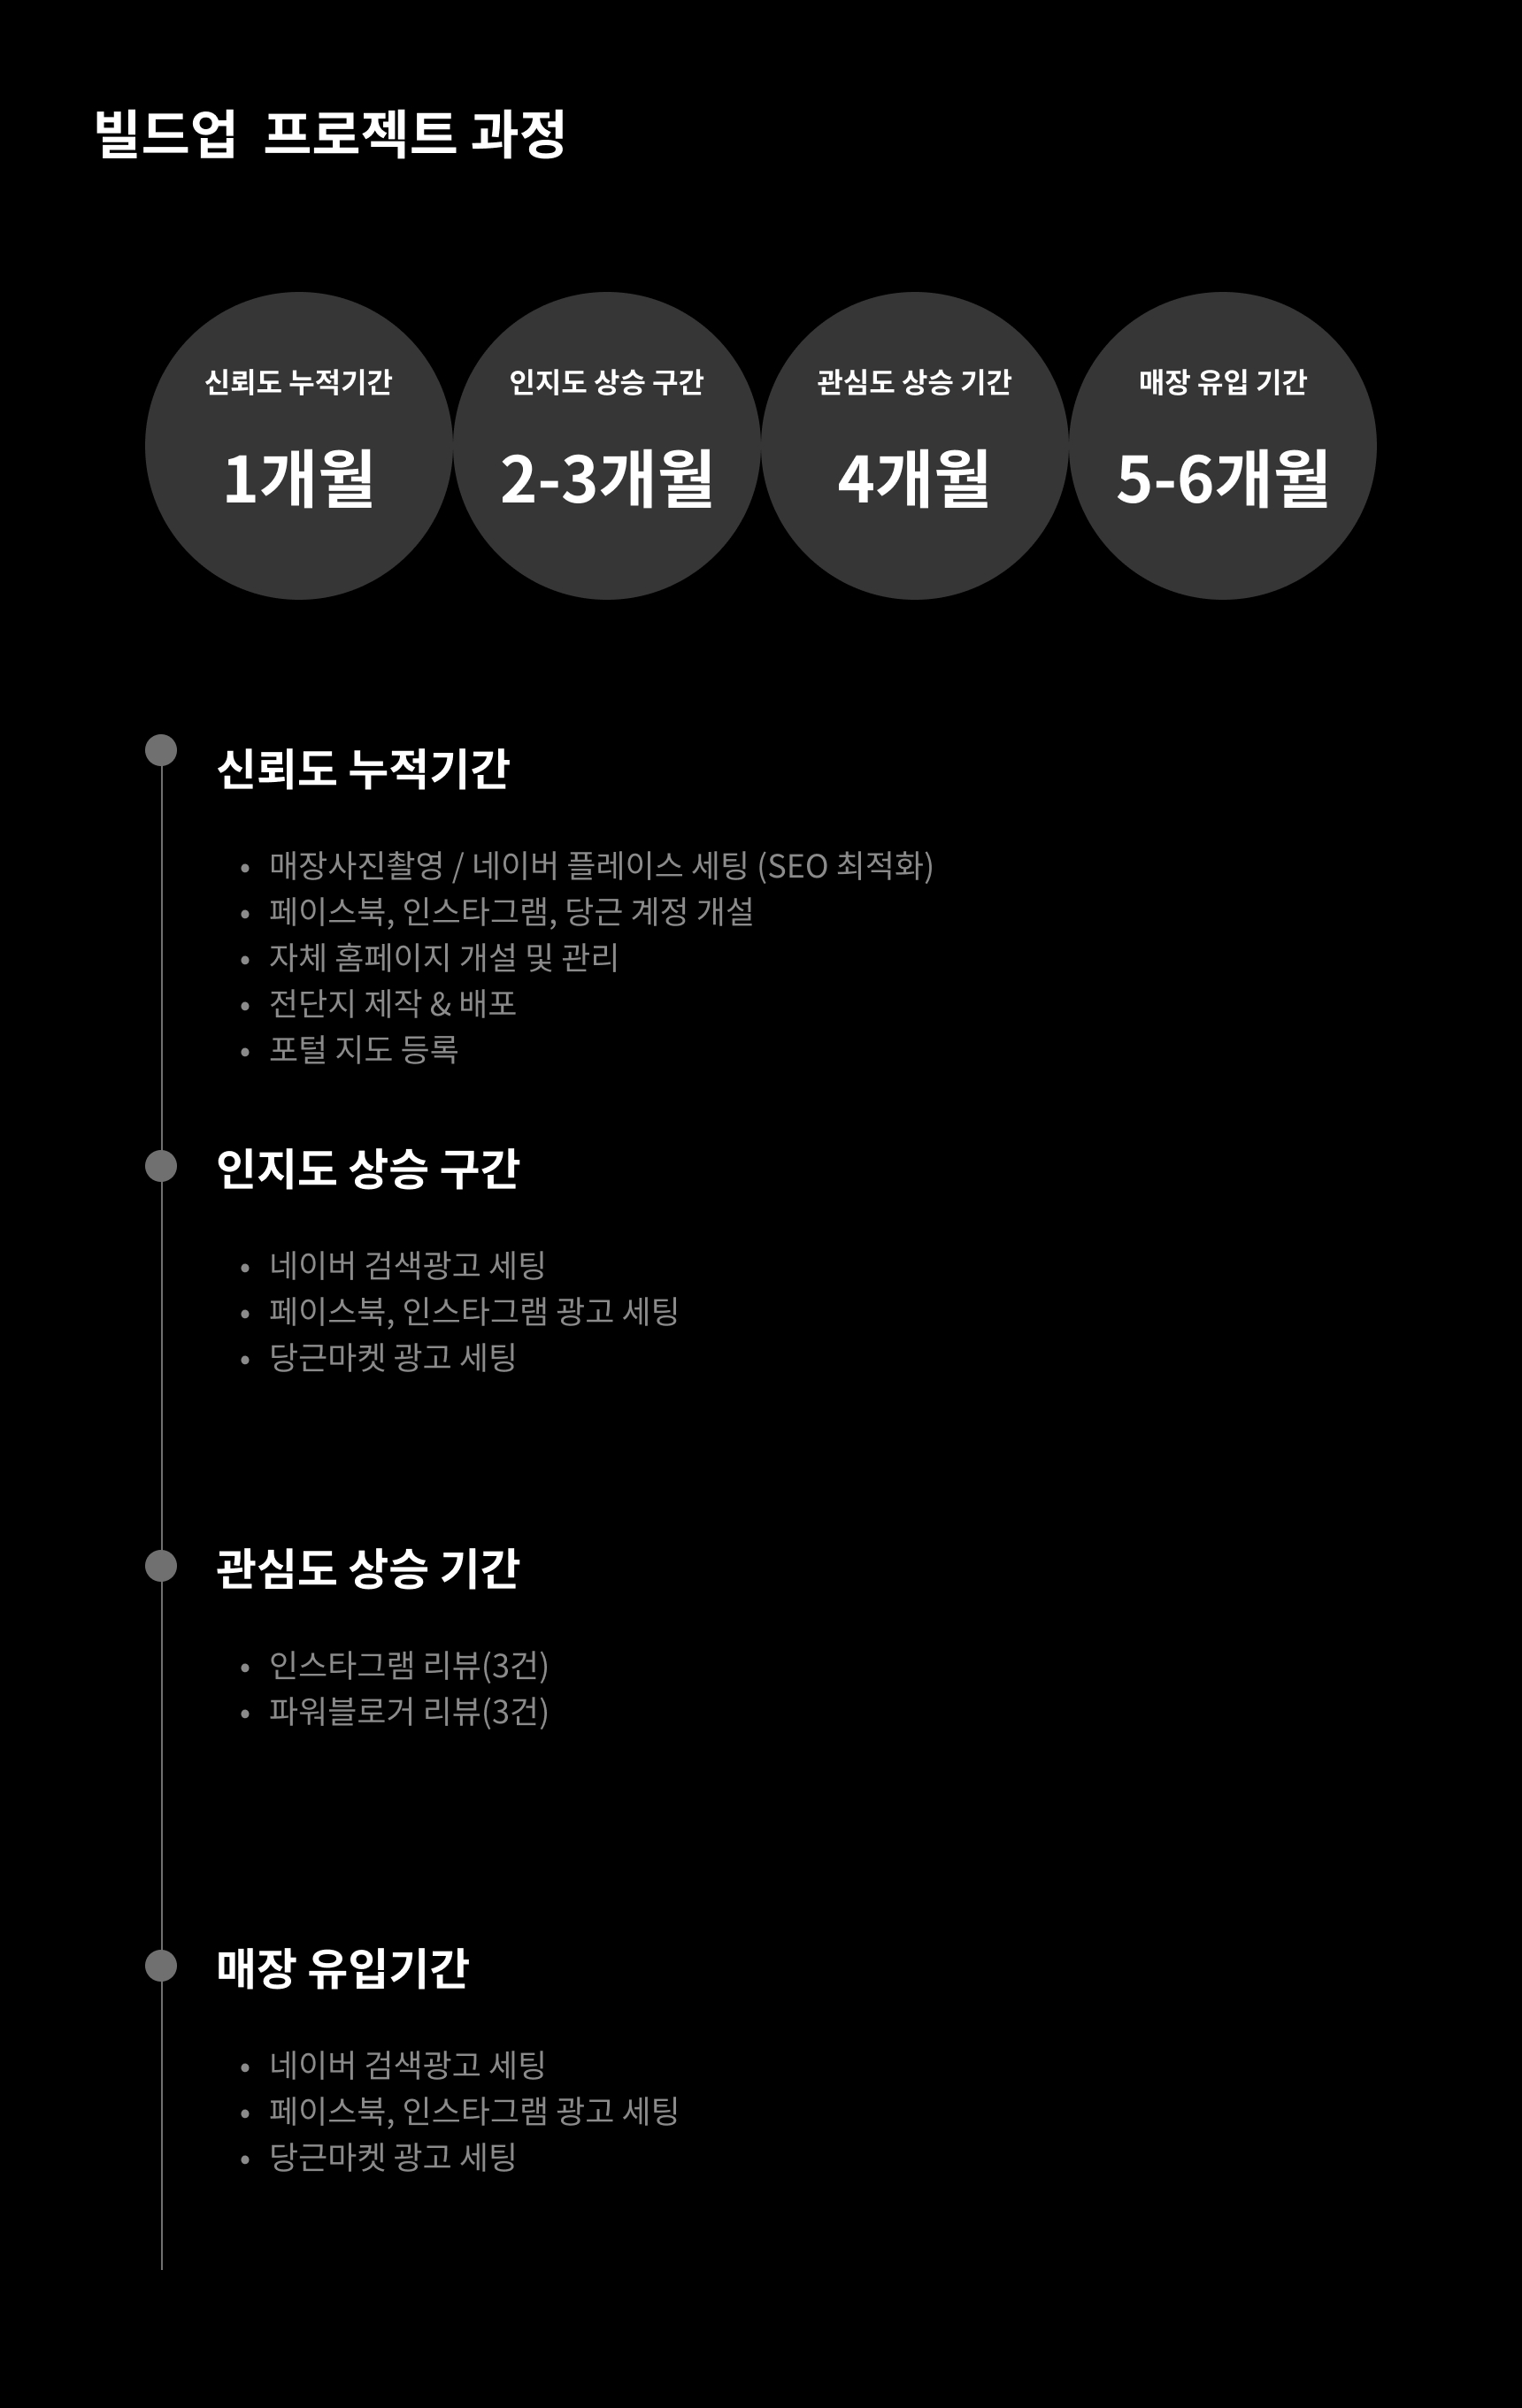 빌드업 프로젝트 과정
신뢰도 누적기간
인지도 상승 구간
관심도 상승 기간
매장 유입 기간
1개월
2-3개월
4개월
5-6개월
신뢰도 누적기간
• 매장사진촬영 / 네이버 플레이스 세팅 (SEO 최적화)
• 페이스북, 인스타그램, 당근 계정 개설
• 자체 홈페이지 개설 및 관리
• 전단지 제작 & 배포
• 포털 지도 등록
인지도 상승 구간
• 네이버 검색광고 세팅
• 페이스북, 인스타그램 광고 세팅
• 당근마켓 광고 세팅
관심도 상승 기간
• 인스타그램 리뷰(3건)
• 파워블로거 리뷰(3건)
매장 유입기간
• 네이버 검색광고 세팅
• 페이스북, 인스타그램 광고 세팅
• 당근마켓 광고 세팅